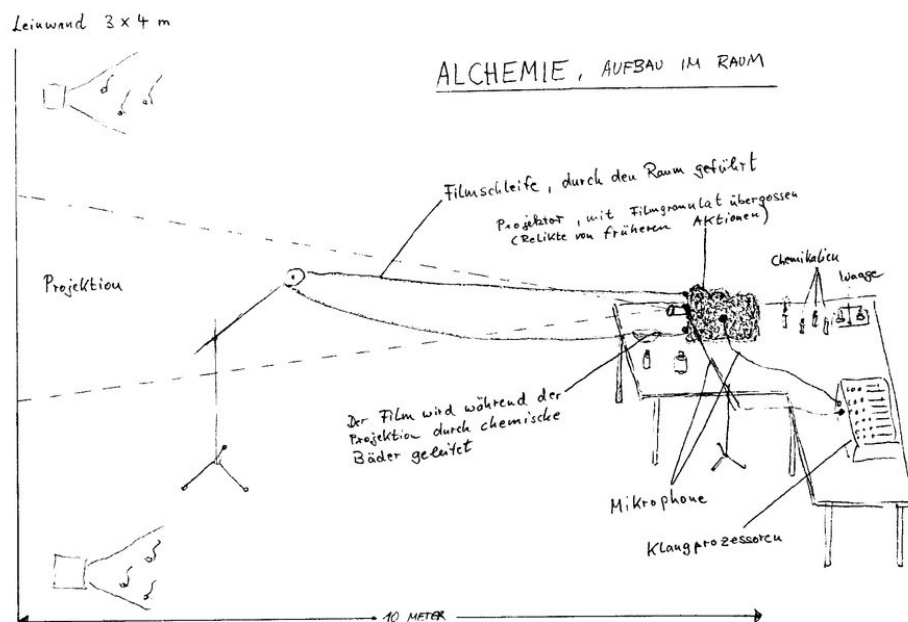 Leinwand 3 x 4 m
ALCHEMIE, AUFBAU IM RAUM
Filmschleife, durch den Raum geführt
Projektor, mit Filmgranulat übergossen
(Relikte von früheren Aktionen)
Chemikalien
Waage
Projektion
Der Film wird während der
Projektion durch chemische
Bäder geleitet
Mikrophone
Klangprozessoren
10 METER